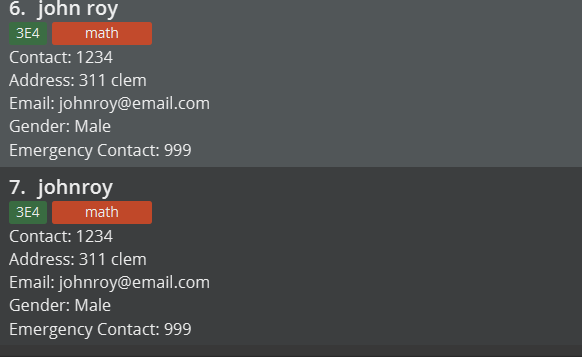 6. john roy
3E4 math
Contact: 1234
Address: 311 clem
Email: johnroy@email.com
Gender: Male
Emergency Contact: 999
7. johnroy
3E4 math
Contact: 1234
Address: 311 clem
Email: johnroy@email.com
Gender: Male
Emergency Contact: 999